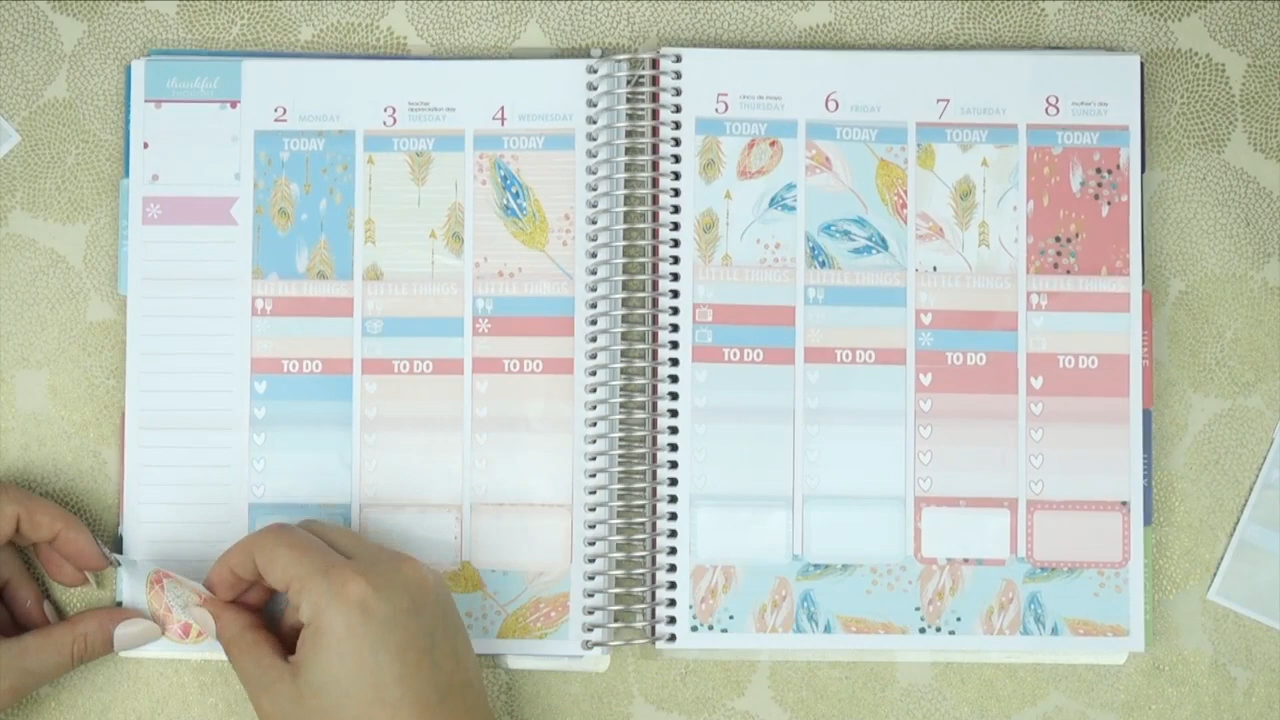 thankful
2 MONDAY
3 teacher appreciation day TUESDAY
4 WEDNESDAY
5 cinco de mayo THURSDAY
6 FRIDAY
7 SATURDAY
8 mother's day SUNDAY
TODAY TODAY TODAY TODAY TODAY TODAY TODAY
LITTLE THINGS LITTLE THINGS LITTLE THINGS LITTLE THINGS LITTLE THINGS LITTLE THINGS LITTLE THINGS
TO DO TO DO TO DO TO DO TO DO TO DO TO DO
JUNE
JULY